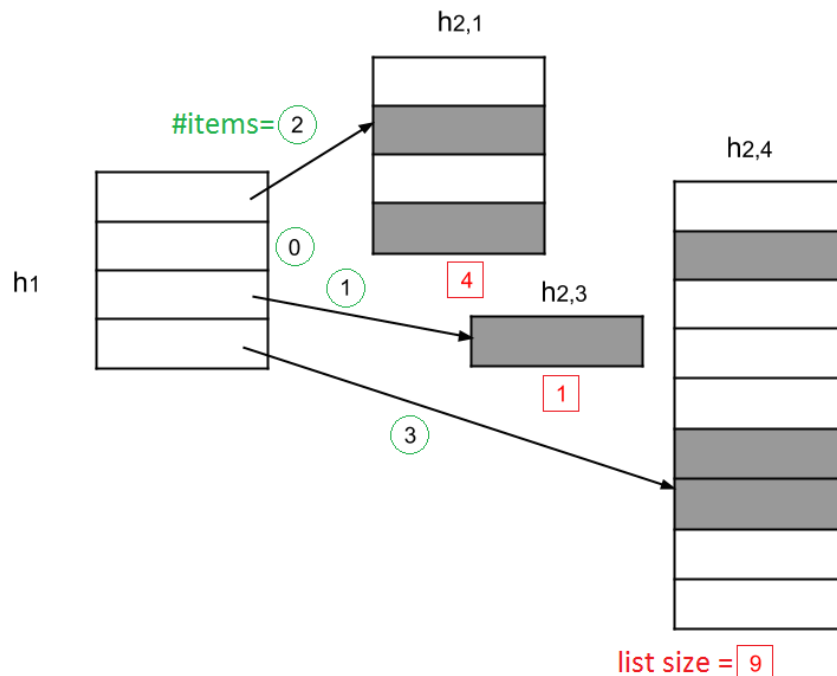 h2,1
#items= 2
h2,4
0
h1
1
4
h2,3
1
3
list size = 9